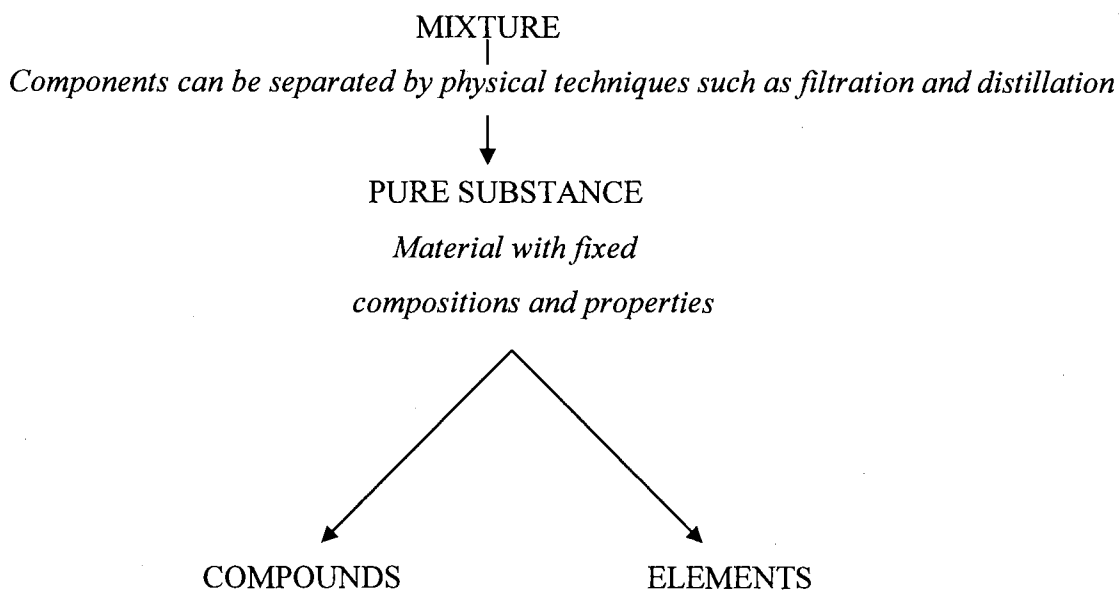 MIXTURE
Components can be separated by physical techniques such as filtration and distillation
PURE SUBSTANCE
Material with fixed
compositions and properties
COMPOUNDS ELEMENTS